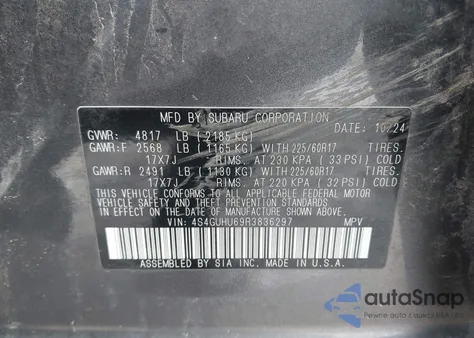 MFD BY SUBARU CORPORATION
GVWR: 4817 LB (2185 KG) DATE: 10/24
GAWR:F 2568 LB (1165 KG) WITH 225/60R17 TIRES.
17X7J RIMS. AT 230 KPA (33 PSI) COLD
GAWR:R 2491 LB (1130 KG) WITH 225/60R17 TIRES.
17X7J RIMS. AT 220 KPA (32 PSI) COLD
THIS VEHICLE CONFORMS TO ALL APPLICABLE FEDERAL MOTOR
VEHICLE SAFETY AND THEFT PREVENTION STANDARDS IN EFFECT
ON THE DATE OF MANUFACTURE SHOWN ABOVE.
VIN: 4S4GUHU69R3836297 MPV
ASSEMBLED BY SIA INC. MADE IN U.S.A.
autoSnap
Pewne auta z aukcji USA i